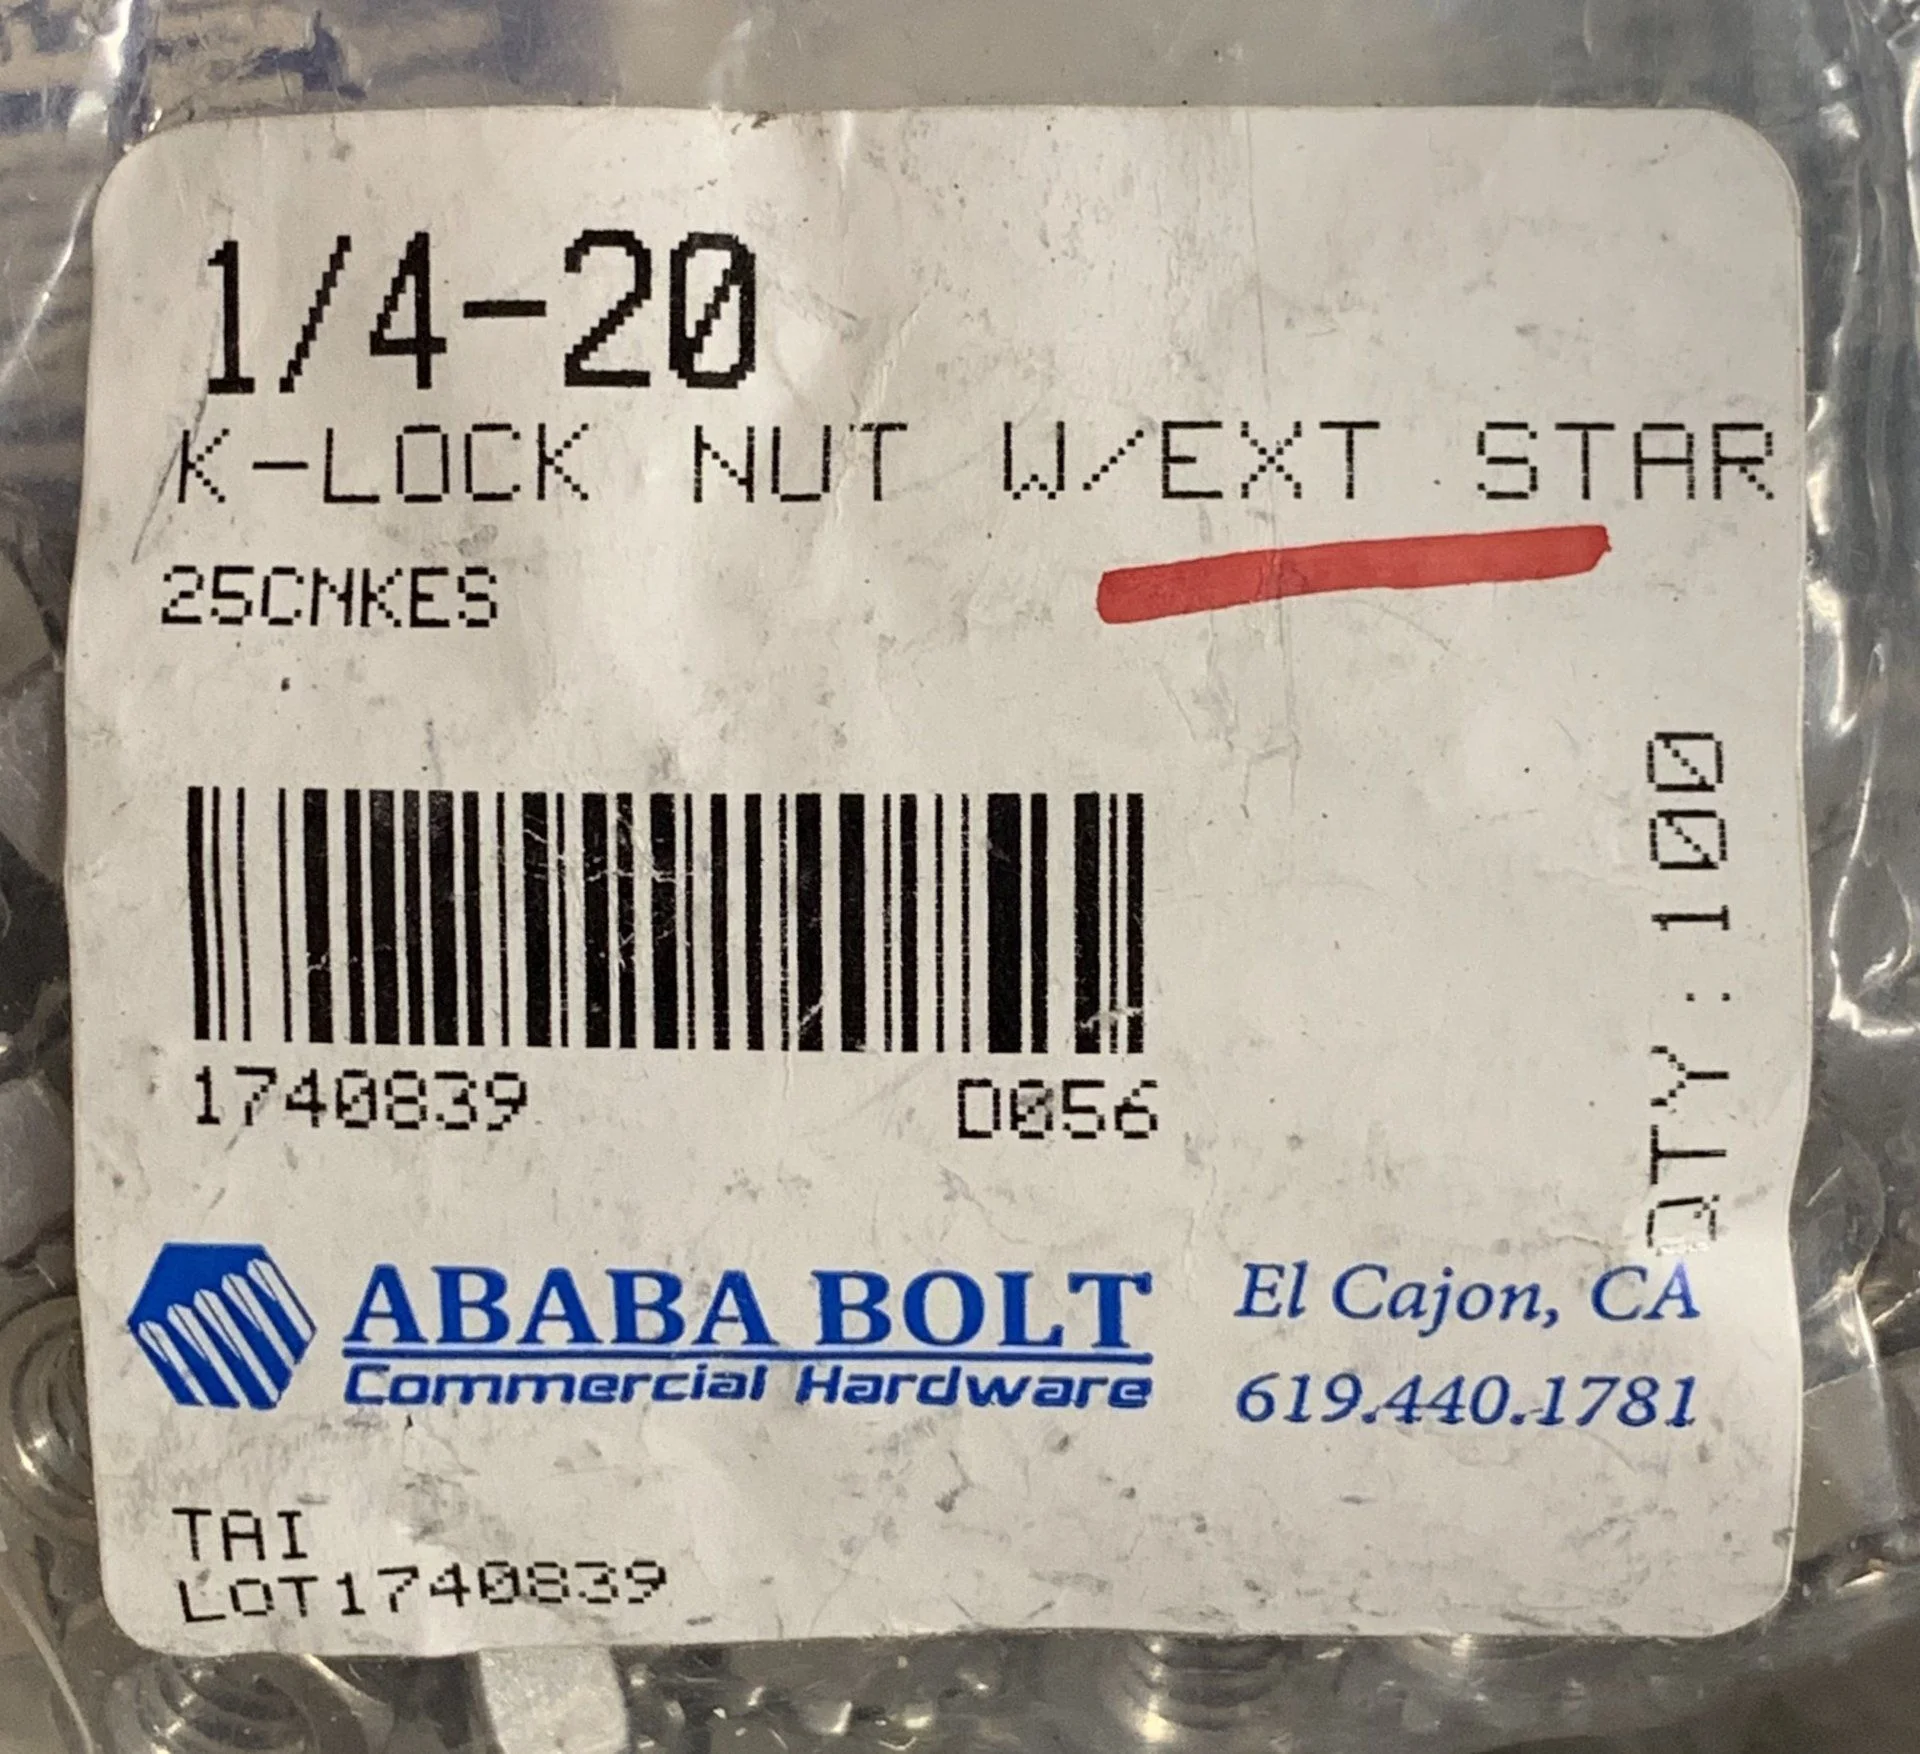 1/4-20
K-LOCK NUT W/EXT STAR
25CNKES
QTY:100
1740839 D056
ABABA BOLT
Commercial Hardware
El Cajon, CA
619.440.1781
TAI
LOT1740839